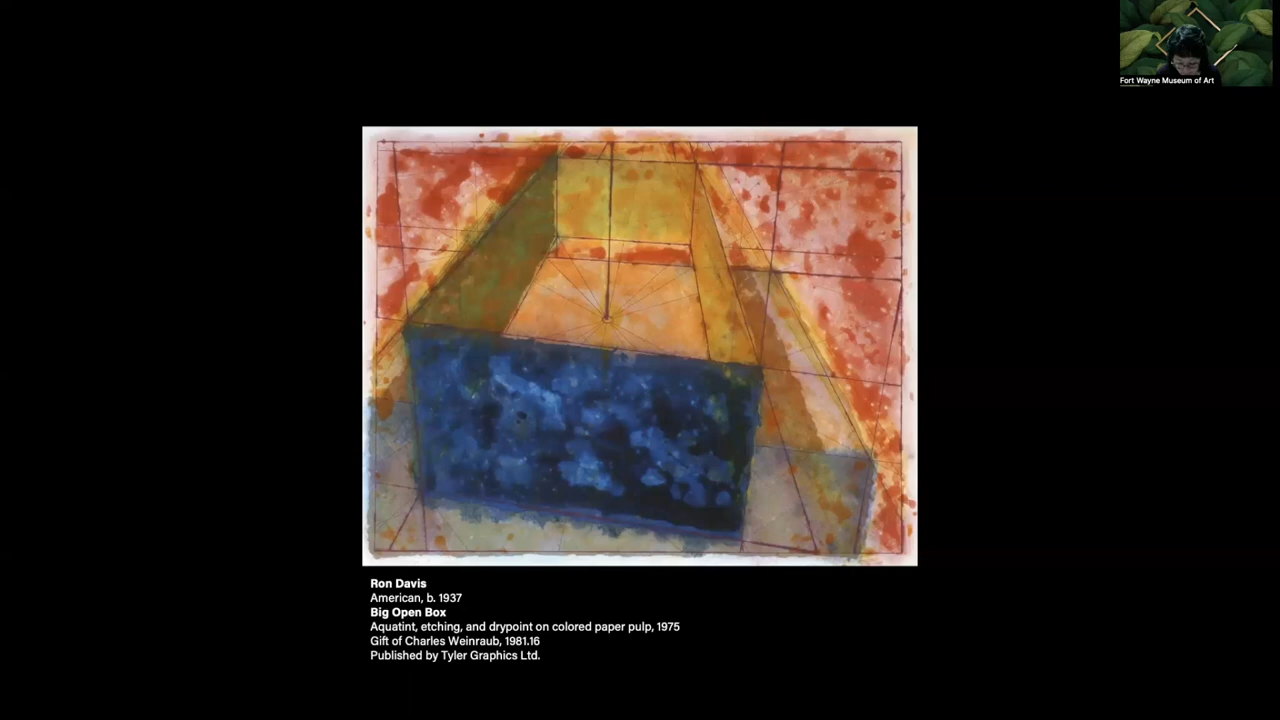 Fort Wayne Museum of Art
Ron Davis
American, b. 1937
Big Open Box
Aquatint, etching, and drypoint on colored paper pulp, 1975
Gift of Charles Weinraub, 1981.16
Published by Tyler Graphics Ltd.